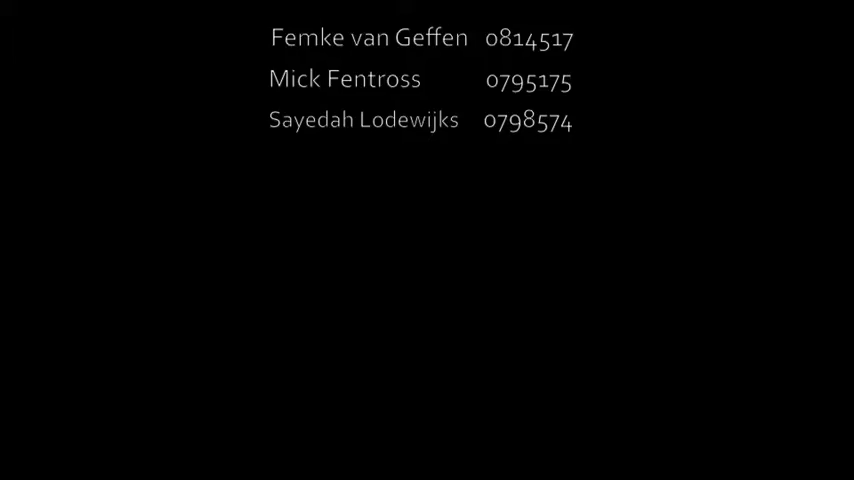 Femke van Geffen 0814517
Mick Fentross 0795175
Sayedah Lodewijks 0798574